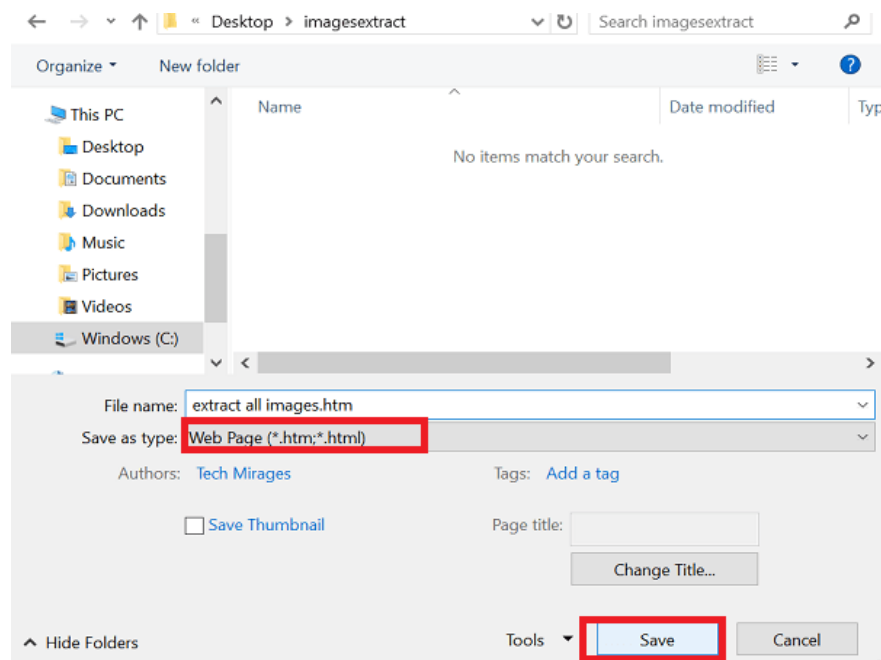 « Desktop > imagesextract
Search imagesextract
Organize
New folder
?
This PC
Desktop
Documents
Downloads
Music
Pictures
Videos
Windows (C:)
Name
Date modified
Typ
No items match your search.
File name: extract all images.htm
Save as type: Web Page (*.htm;*.html)
Authors: Tech Mirages
Tags: Add a tag
Save Thumbnail
Page title:
Change Title...
Hide Folders
Tools
Save
Cancel